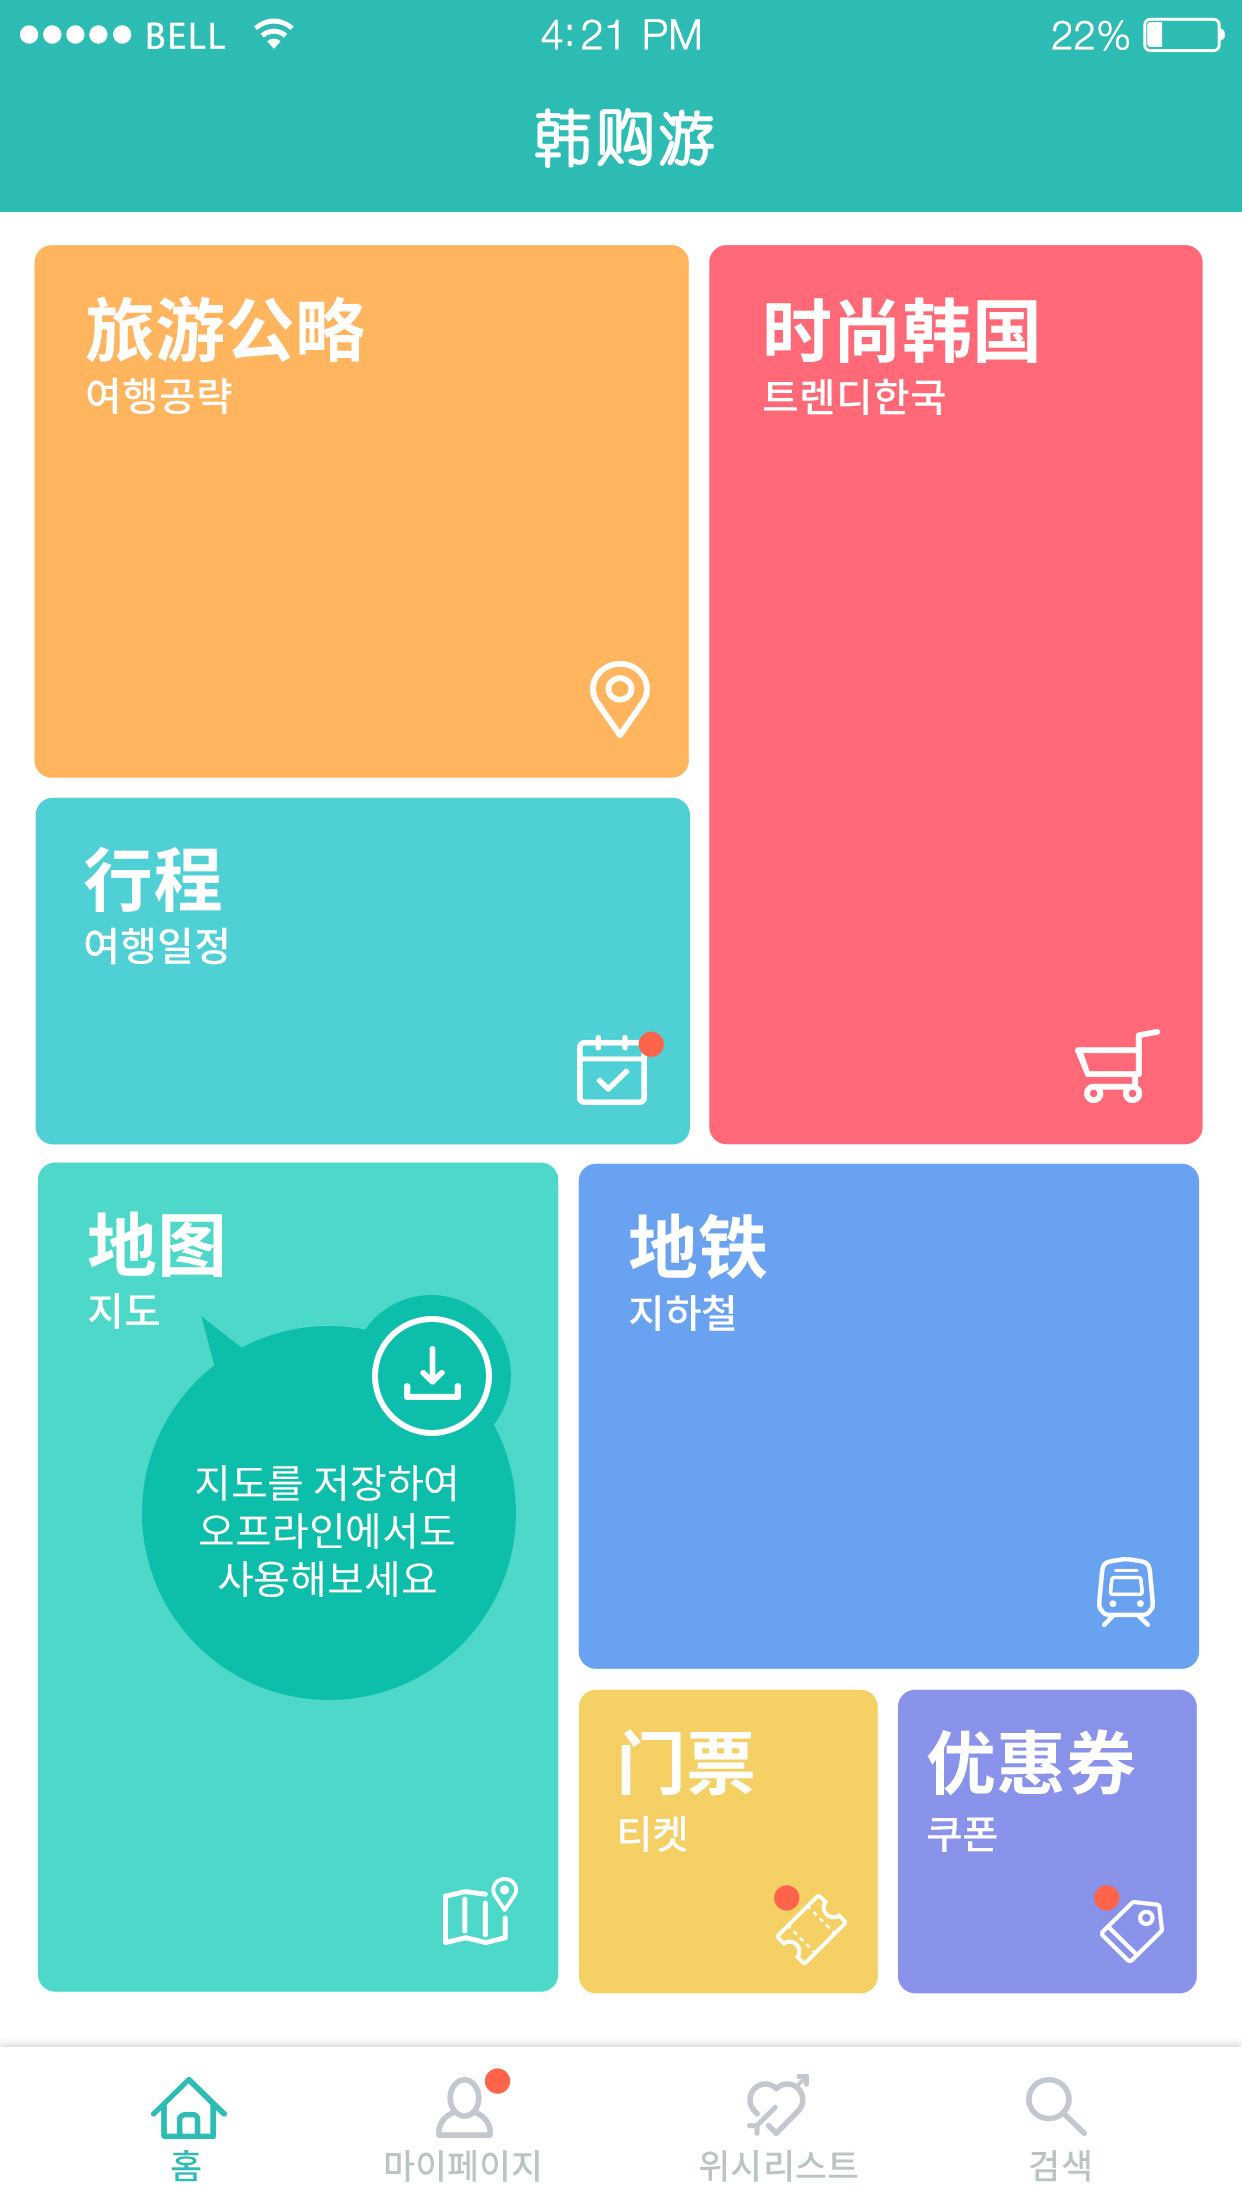 BELL 4:21 PM 22%
韩购游
旅游公略
여행공략
时尚韩国
트렌디한국
行程
여행일정
地图
지도
지도를 저장하여
오프라인에서도
사용해보세요
地铁
지하철
门票
티켓
优惠券
쿠폰
홈 마이페이지 위시리스트 검색